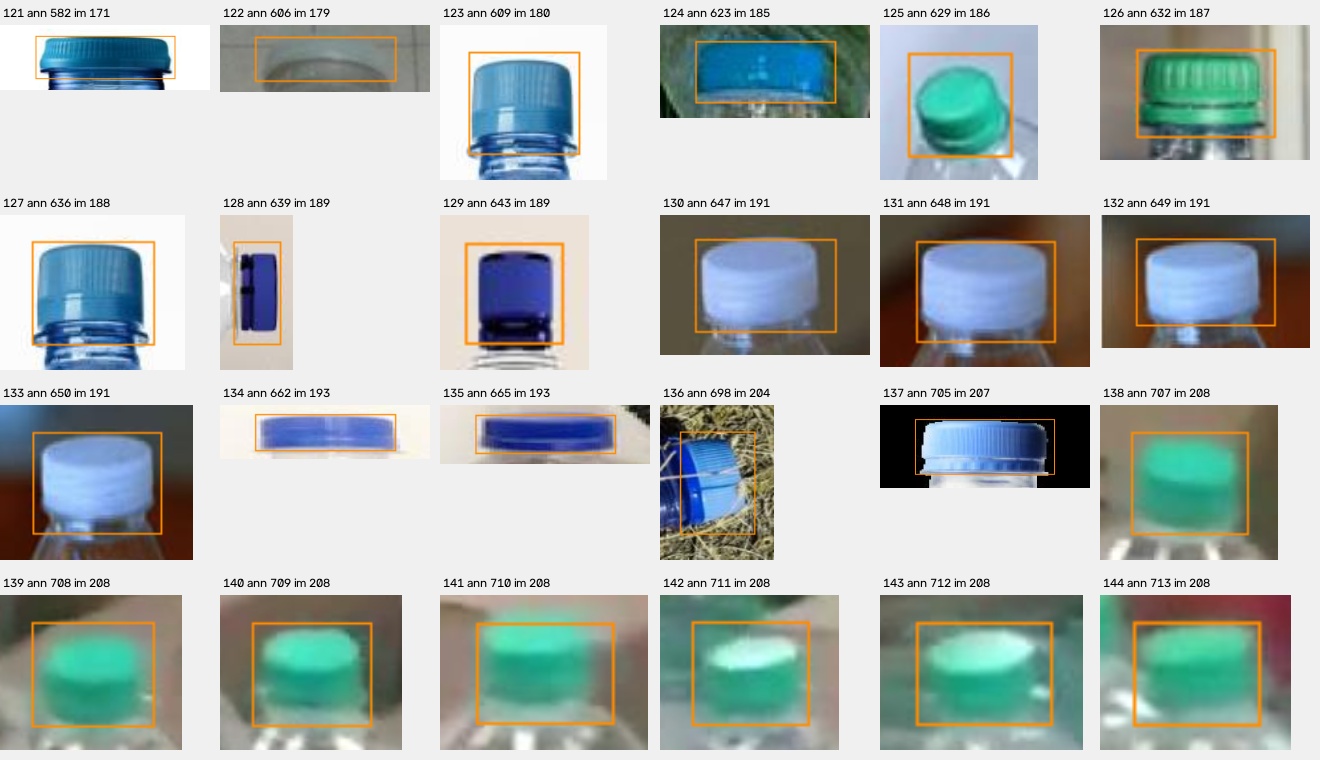 121 ann 582 im 171
122 ann 606 im 179
123 ann 609 im 180
124 ann 623 im 185
125 ann 629 im 186
126 ann 632 im 187
127 ann 636 im 188
128 ann 639 im 189
129 ann 643 im 189
130 ann 647 im 191
131 ann 648 im 191
132 ann 649 im 191
133 ann 650 im 191
134 ann 662 im 193
135 ann 665 im 193
136 ann 698 im 204
137 ann 705 im 207
138 ann 707 im 208
139 ann 708 im 208
140 ann 709 im 208
141 ann 710 im 208
142 ann 711 im 208
143 ann 712 im 208
144 ann 713 im 208